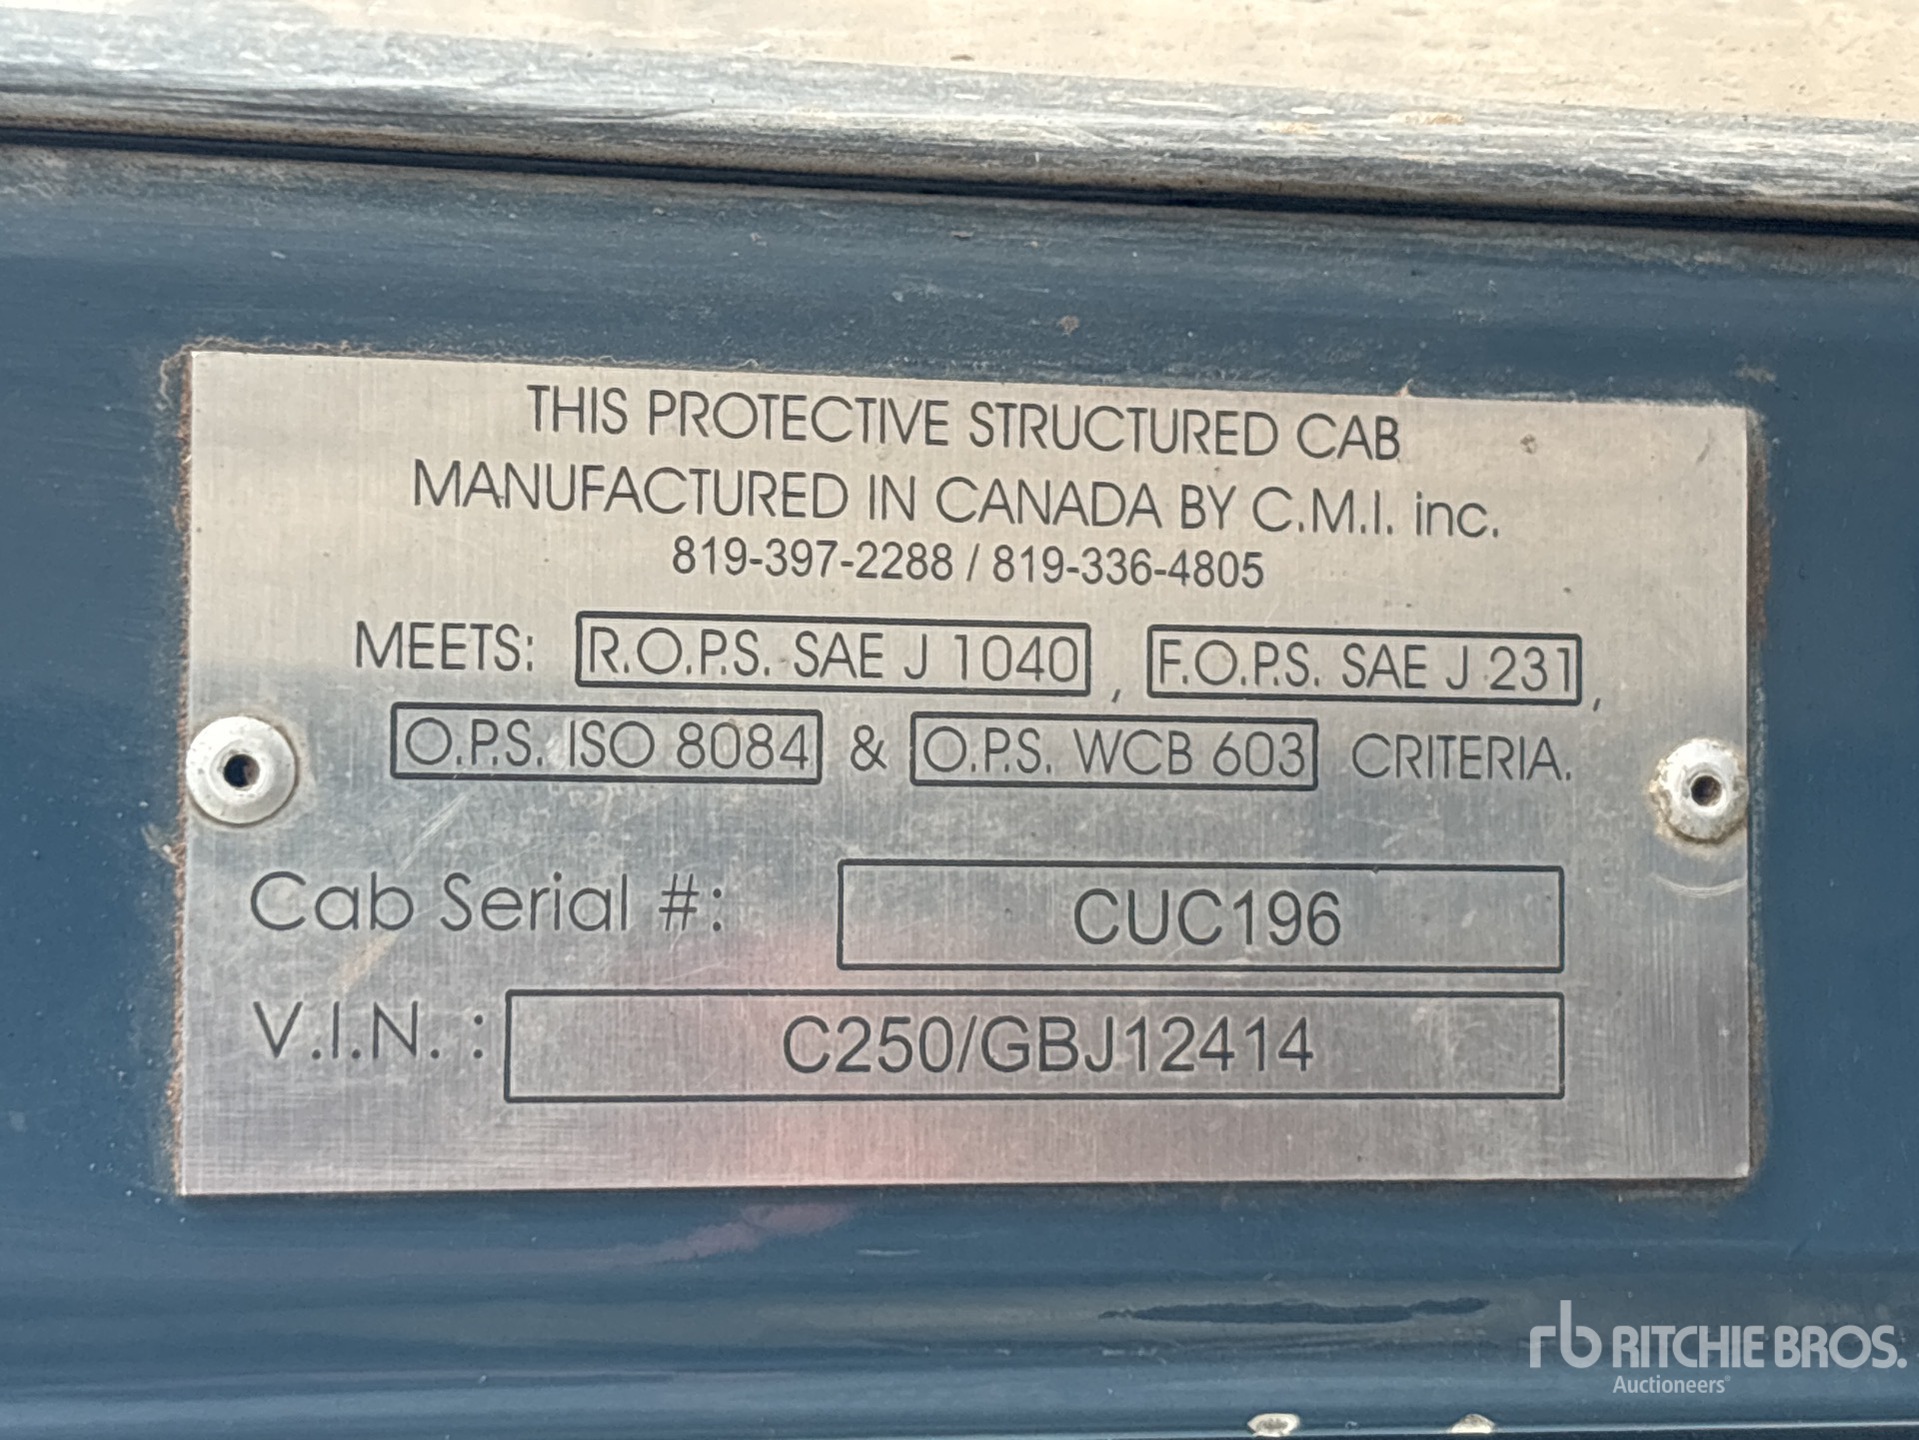 THIS PROTECTIVE STRUCTURED CAB
MANUFACTURED IN CANADA BY C.M.I. inc.
819-397-2288 / 819-336-4805
MEETS: R.O.P.S. SAE J 1040 , F.O.P.S. SAE J 231 ,
O.P.S. ISO 8084 & O.P.S. WCB 603 CRITERIA.
Cab Serial #: CUC196
V.I.N. : C250/GBJ12414
rb RITCHIE BROS.
Auctioneers®